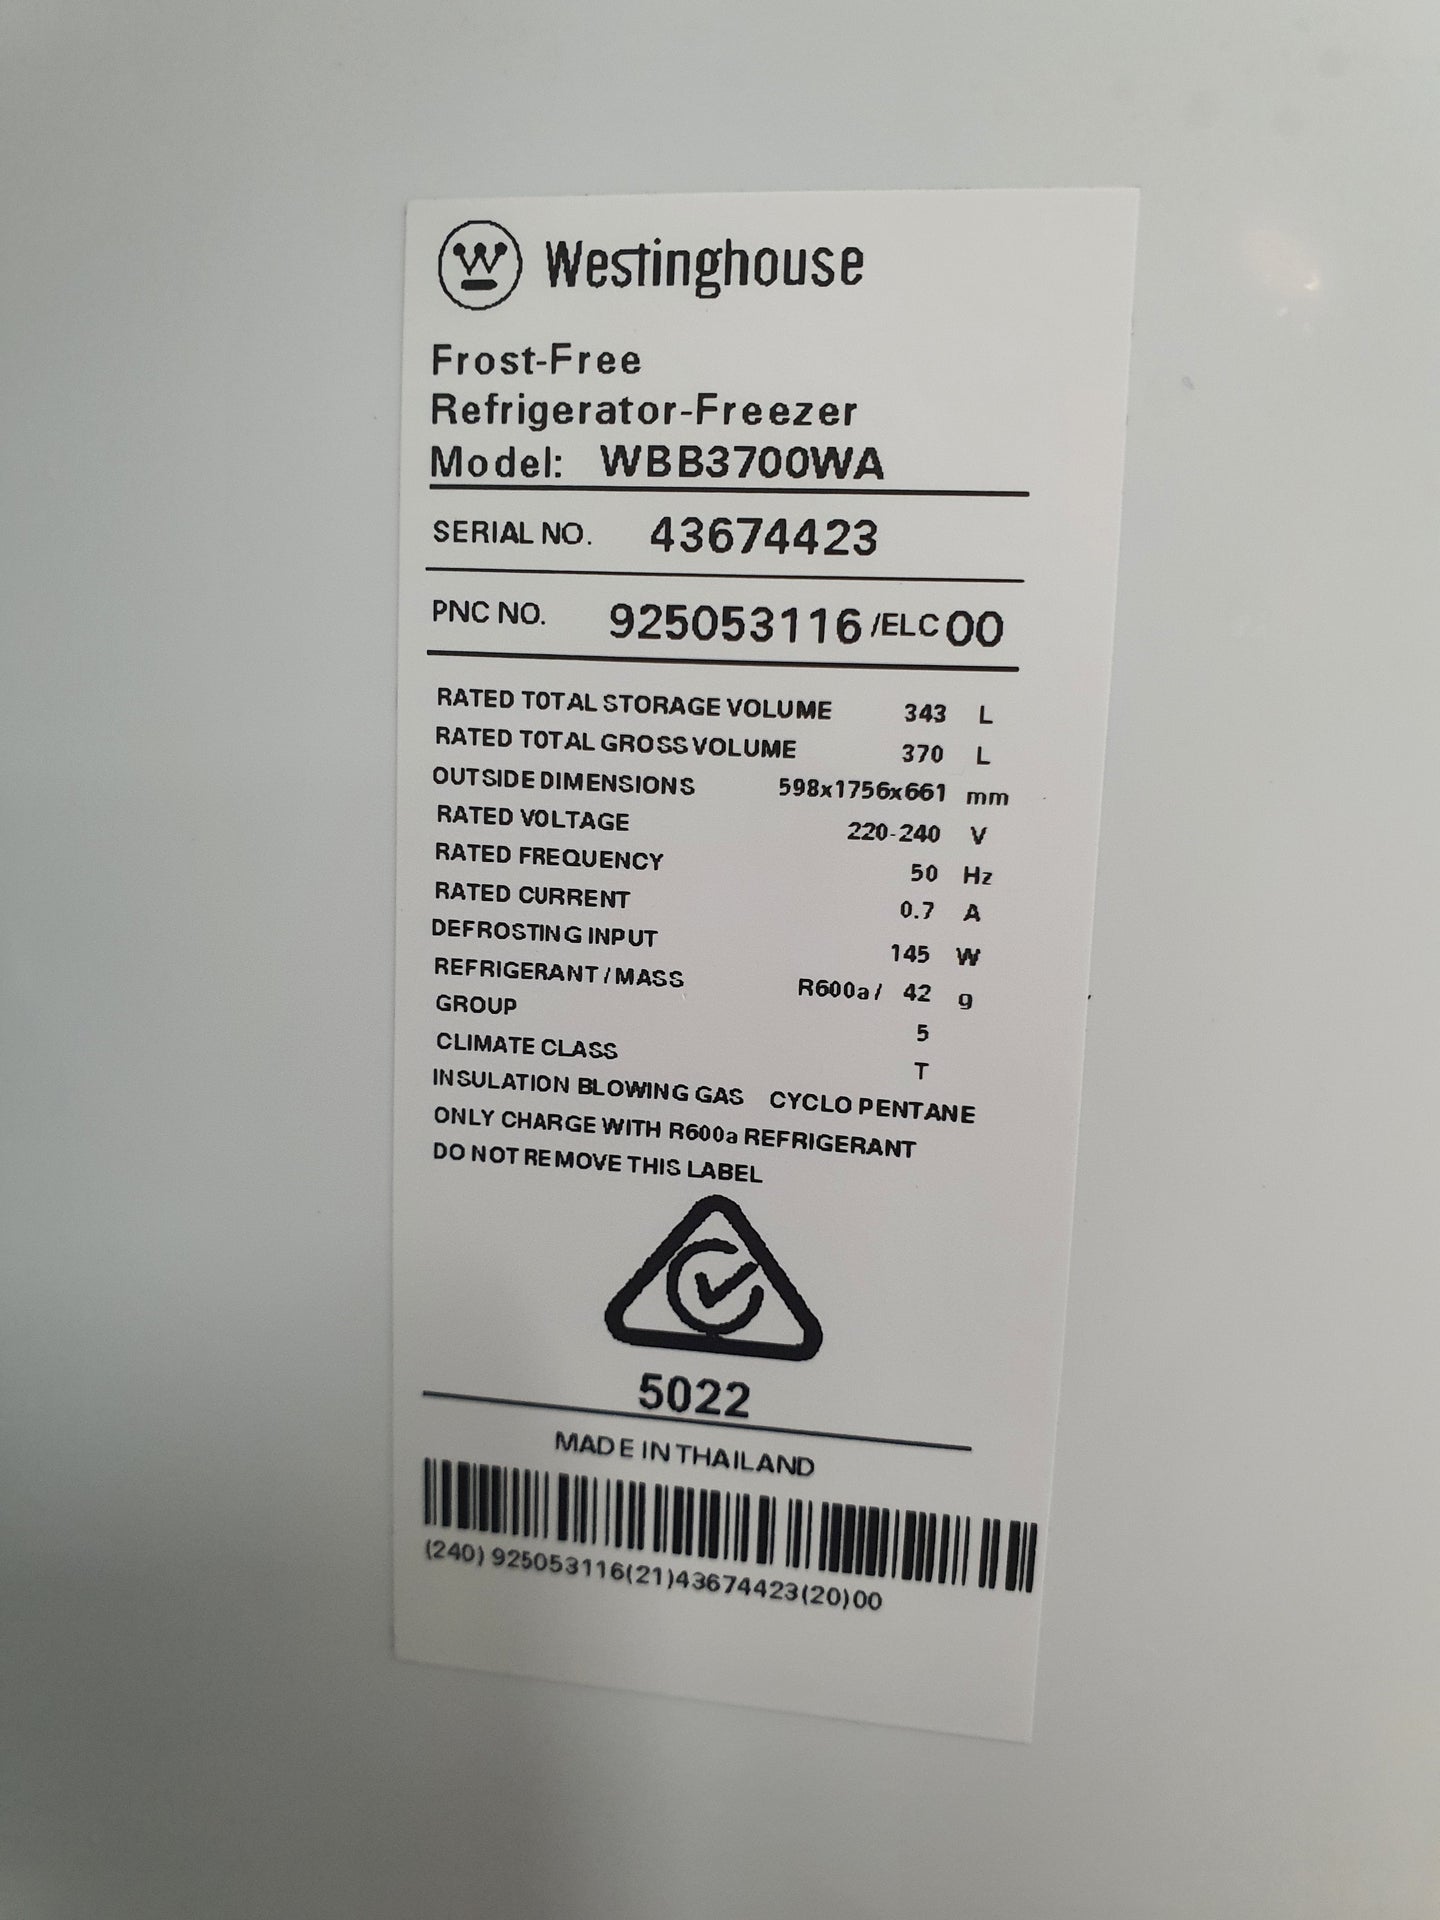 Westinghouse
Frost-Free
Refrigerator-Freezer
Model: WBB3700WA
SERIAL NO. 43674423
PNC NO. 925053116 /ELC 00
RATED TOTAL STORAGE VOLUME 343 L
RATED TOTAL GROSS VOLUME 370 L
OUTSIDE DIMENSIONS 598x1756x661 mm
RATED VOLTAGE 220-240 V
RATED FREQUENCY 50 Hz
RATED CURRENT 0.7 A
DEFROSTING INPUT 145 W
REFRIGERANT / MASS R600a / 42 g
GROUP 5
CLIMATE CLASS T
INSULATION BLOWING GAS CYCLO PENTANE
ONLY CHARGE WITH R600a REFRIGERANT
DO NOT REMOVE THIS LABEL
5022
MADE IN THAILAND
(240) 925053116(21)43674423(20)00